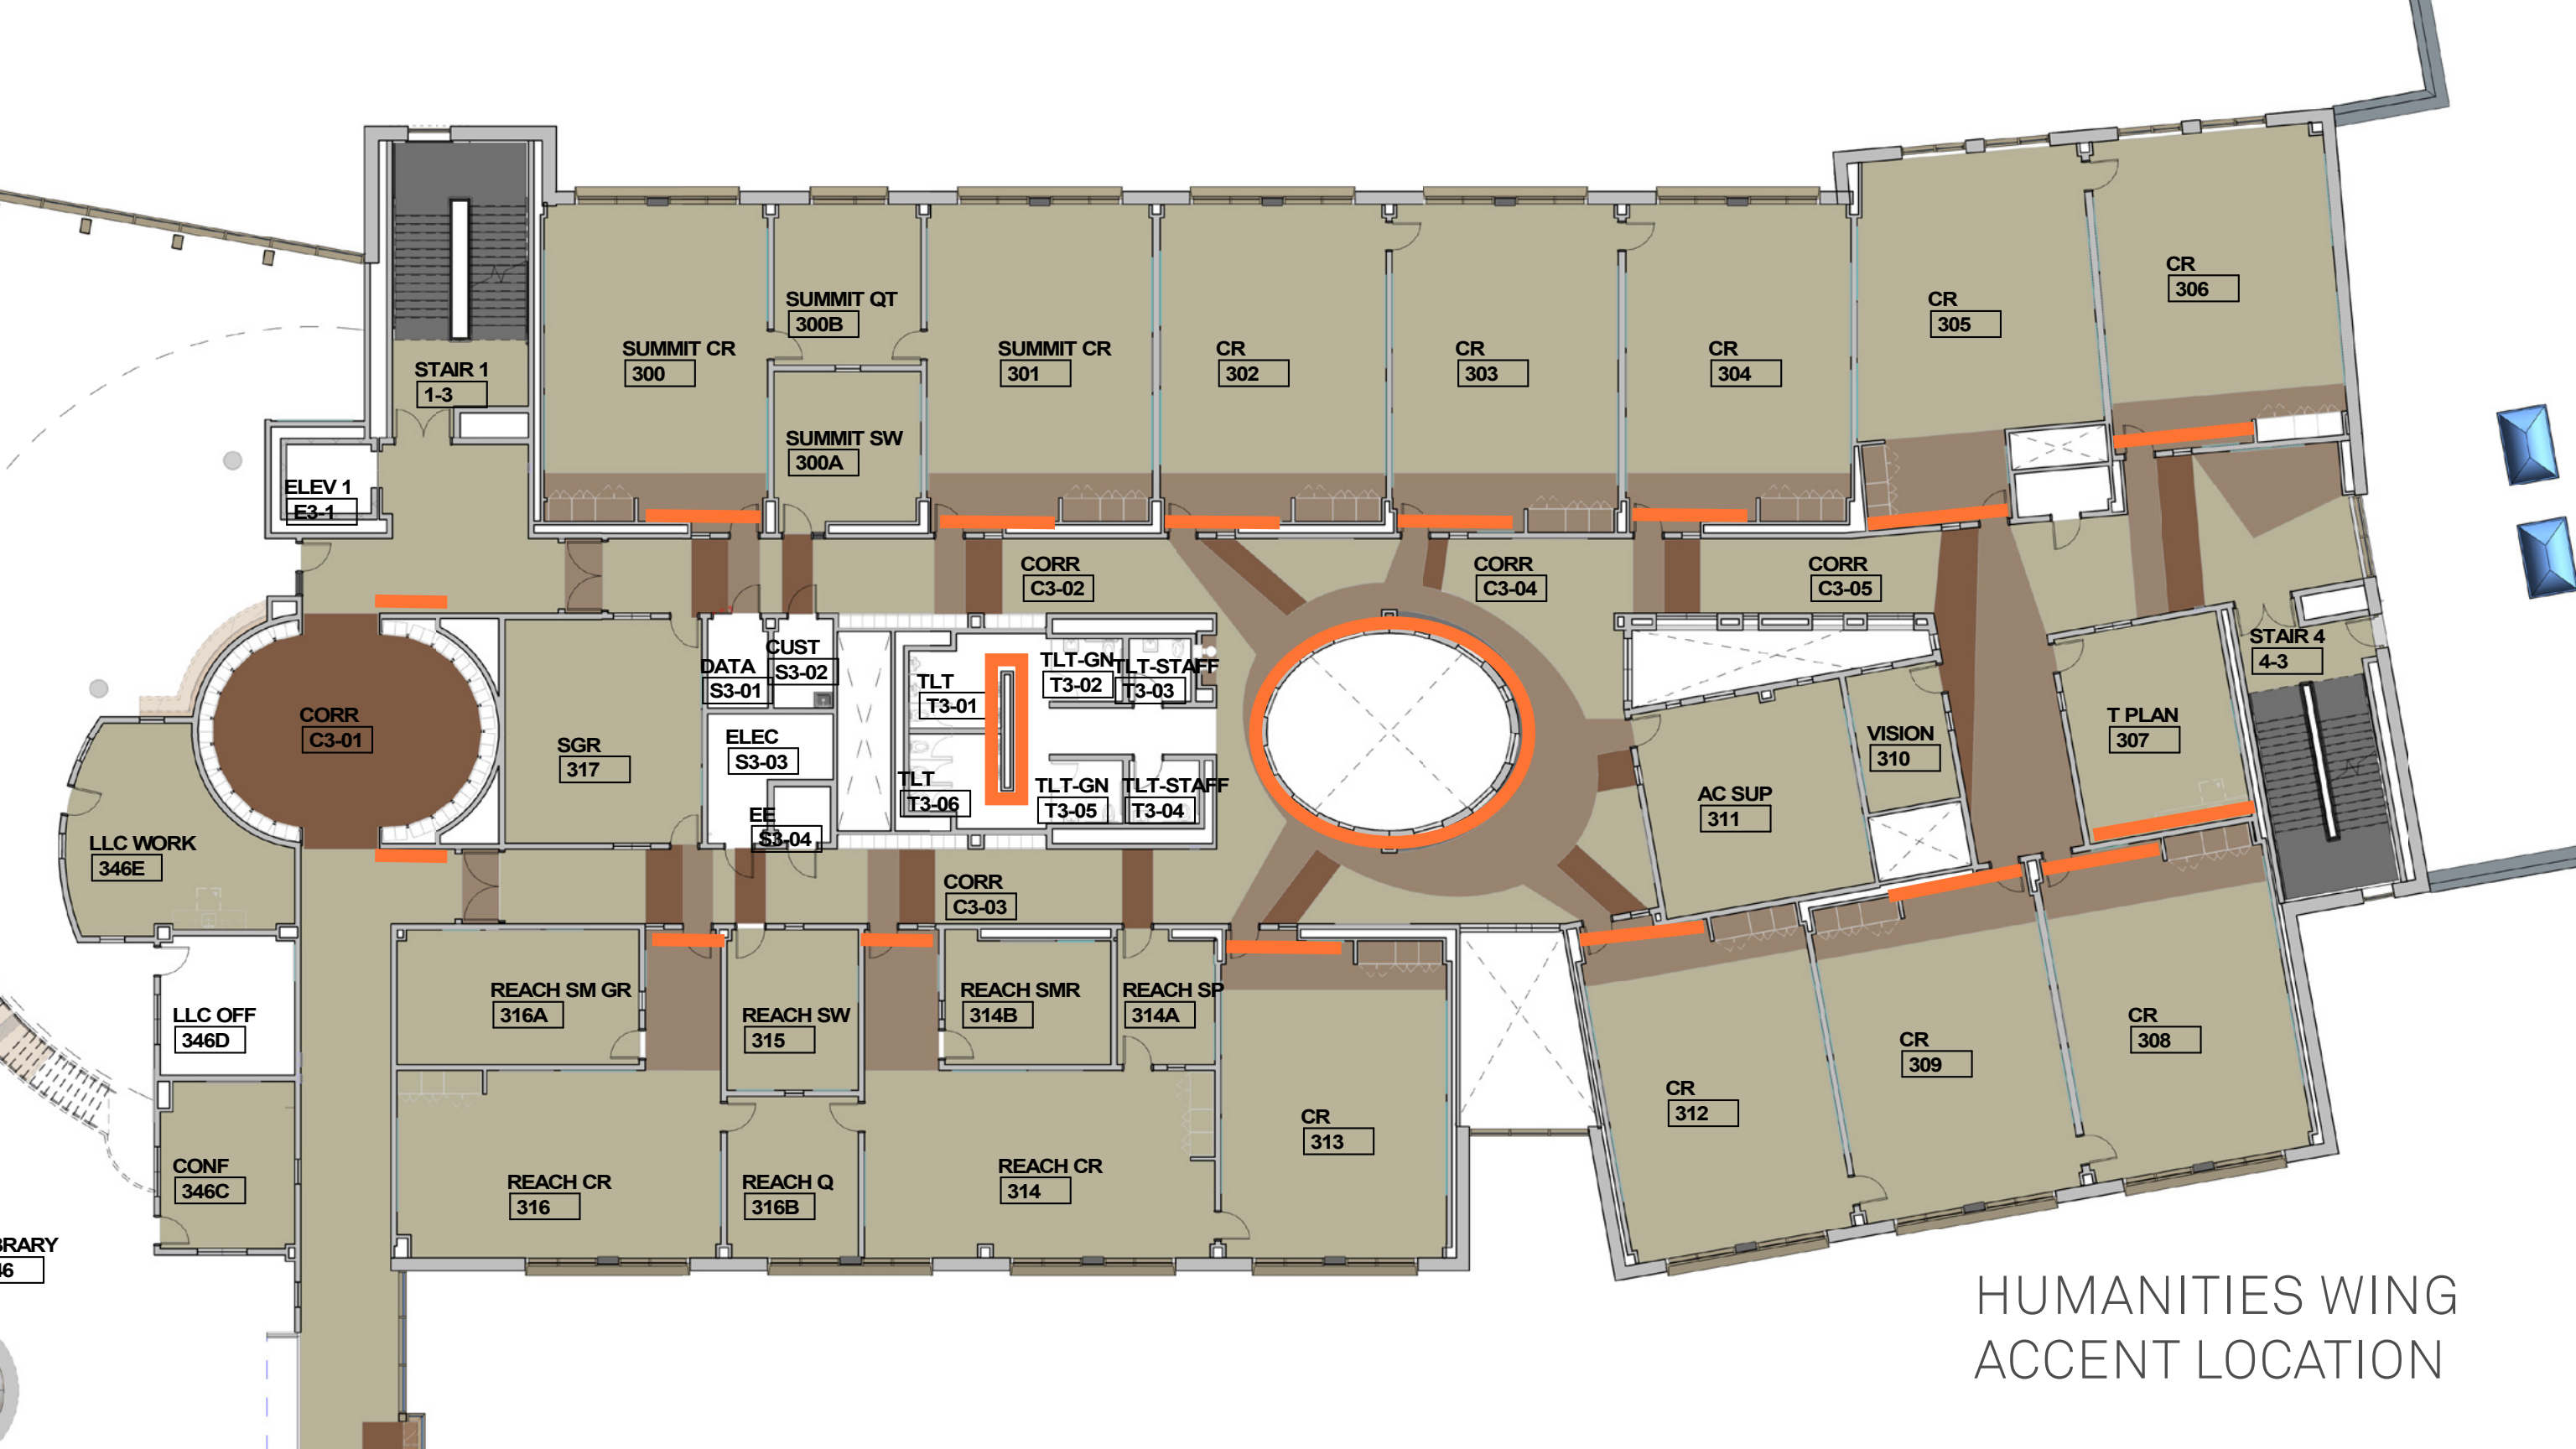 CR
306
CR
305
SUMMIT QT
300B
SUMMIT CR
300
SUMMIT CR
301
CR
302
CR
303
CR
304
STAIR 1
1-3
SUMMIT SW
300A
ELEV 1
E3-1
CORR
C3-02
CORR
C3-04
CORR
C3-05
STAIR 4
4-3
CUST
S3-02
DATA
S3-01
TLT
T3-01
TLT-GN
T3-02
TLT-STAFF
T3-03
CORR
C3-01
T PLAN
307
SGR
317
ELEC
S3-03
VISION
310
TLT
T3-06
TLT-GN
T3-05
TLT-STAFF
T3-04
AC SUP
311
EE
S3-04
LLC WORK
346E
CORR
C3-03
REACH SM GR
316A
REACH SW
315
REACH SMR
314B
REACH SP
314A
LLC OFF
346D
CR
308
CR
309
CR
312
CR
313
CONF
346C
REACH CR
316
REACH Q
316B
REACH CR
314
BRARY
46
HUMANITIES WING
ACCENT LOCATION